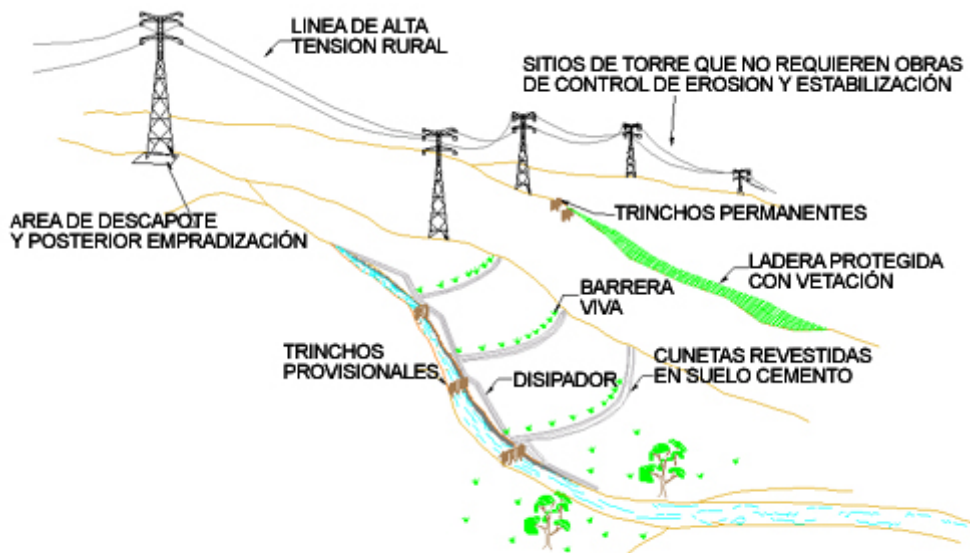 LINEA DE ALTA
TENSION RURAL
SITIOS DE TORRE QUE NO REQUIEREN OBRAS
DE CONTROL DE EROSION Y ESTABILIZACIÓN
AREA DE DESCAPOTE
Y POSTERIOR EMPRADIZACIÓN
TRINCHOS PERMANENTES
LADERA PROTEGIDA
CON VETACIÓN
BARRERA
VIVA
TRINCHOS
PROVISIONALES
DISIPADOR
CUNETAS REVESTIDAS
EN SUELO CEMENTO